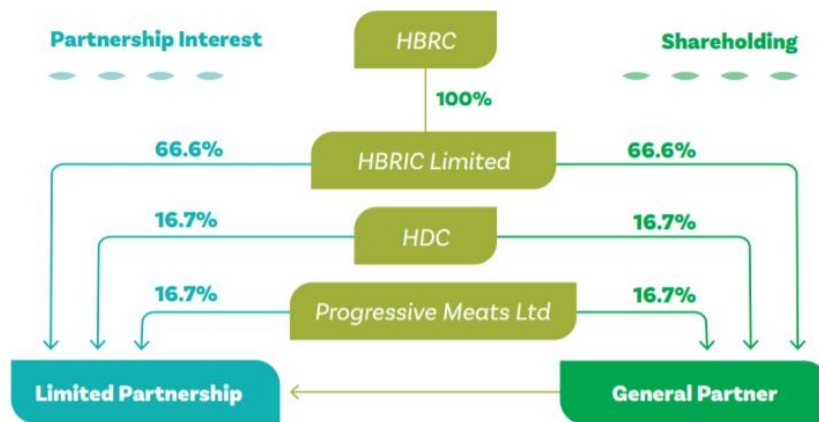 HBRC
Partnership Interest
Shareholding
100%
66.6%
HBRIC Limited
66.6%
16.7%
HDC
16.7%
16.7%
Progressive Meats Ltd
16.7%
Limited Partnership
General Partner